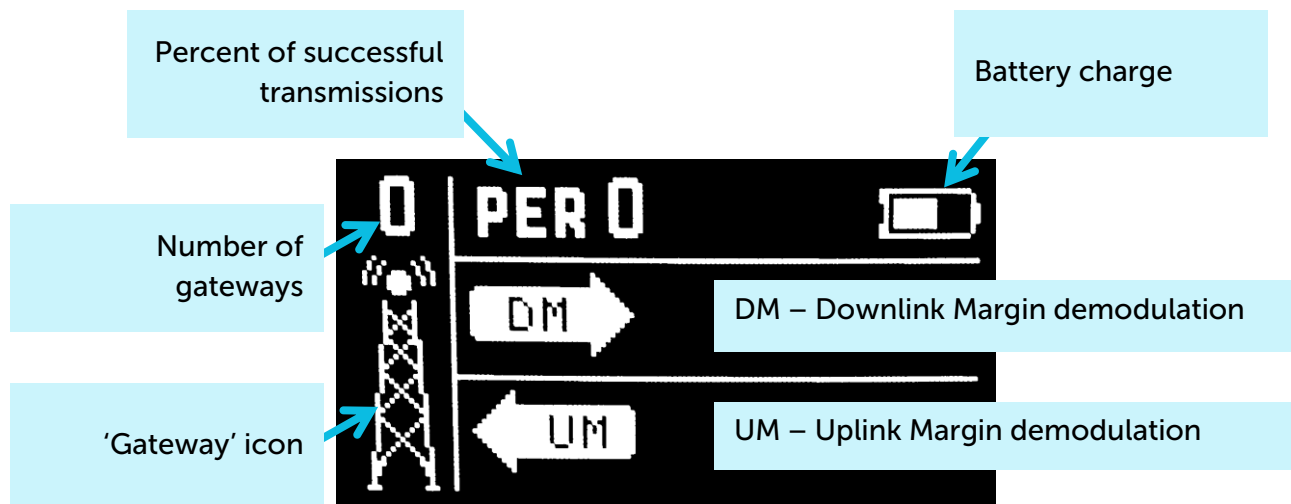 Percent of successful
transmissions
Battery charge
0
PER 0
Number of
gateways
DM
DM – Downlink Margin demodulation
‘Gateway’ icon
UM
UM – Uplink Margin demodulation